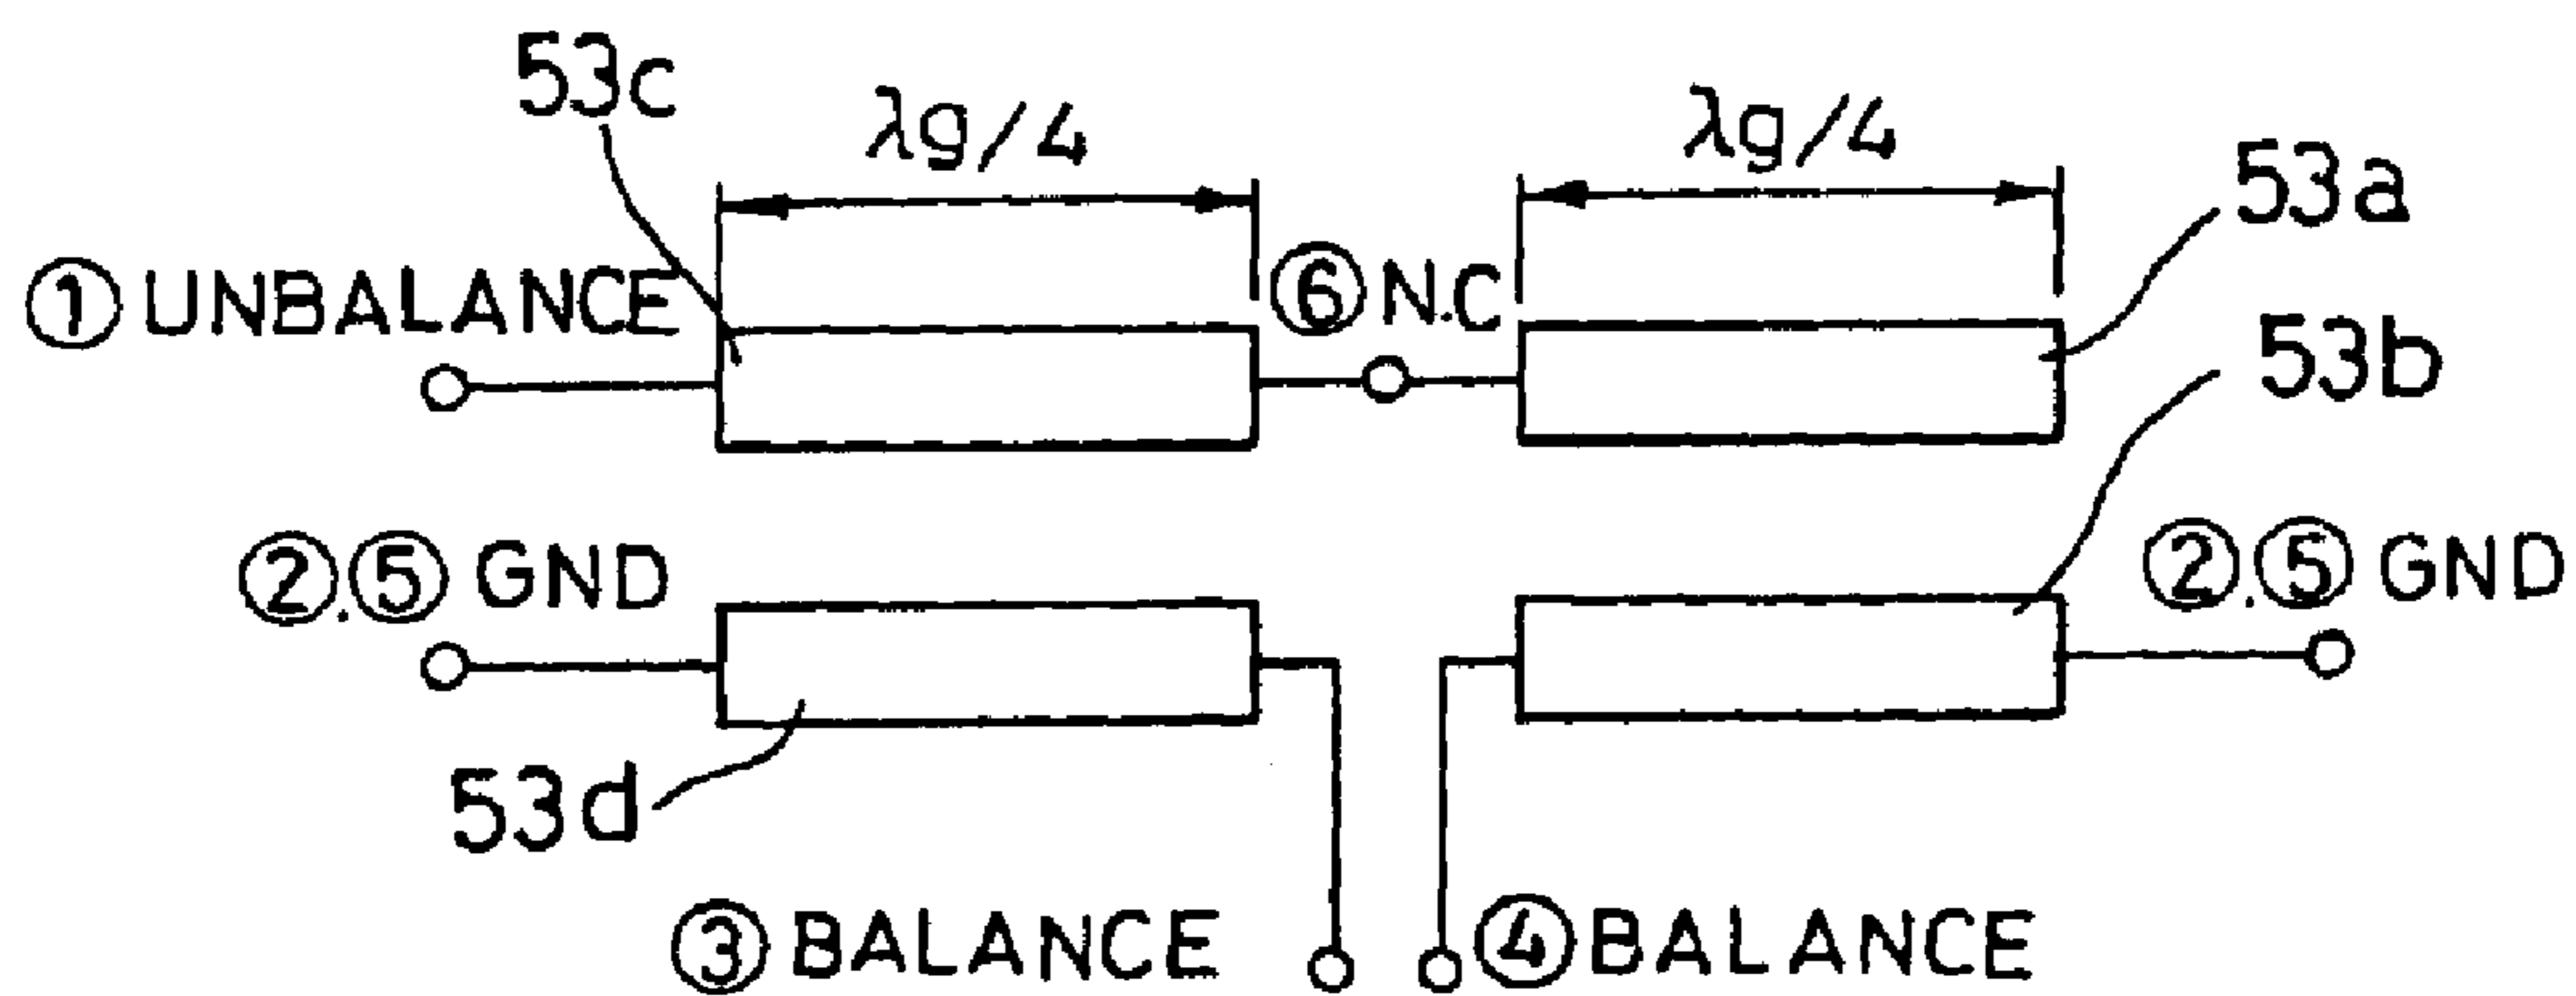 53c
λg/4 λg/4
53a
① UNBALANCE ⑥ N.C
53b
②.⑤ GND ②.⑤ GND
53d
③ BALANCE ④ BALANCE